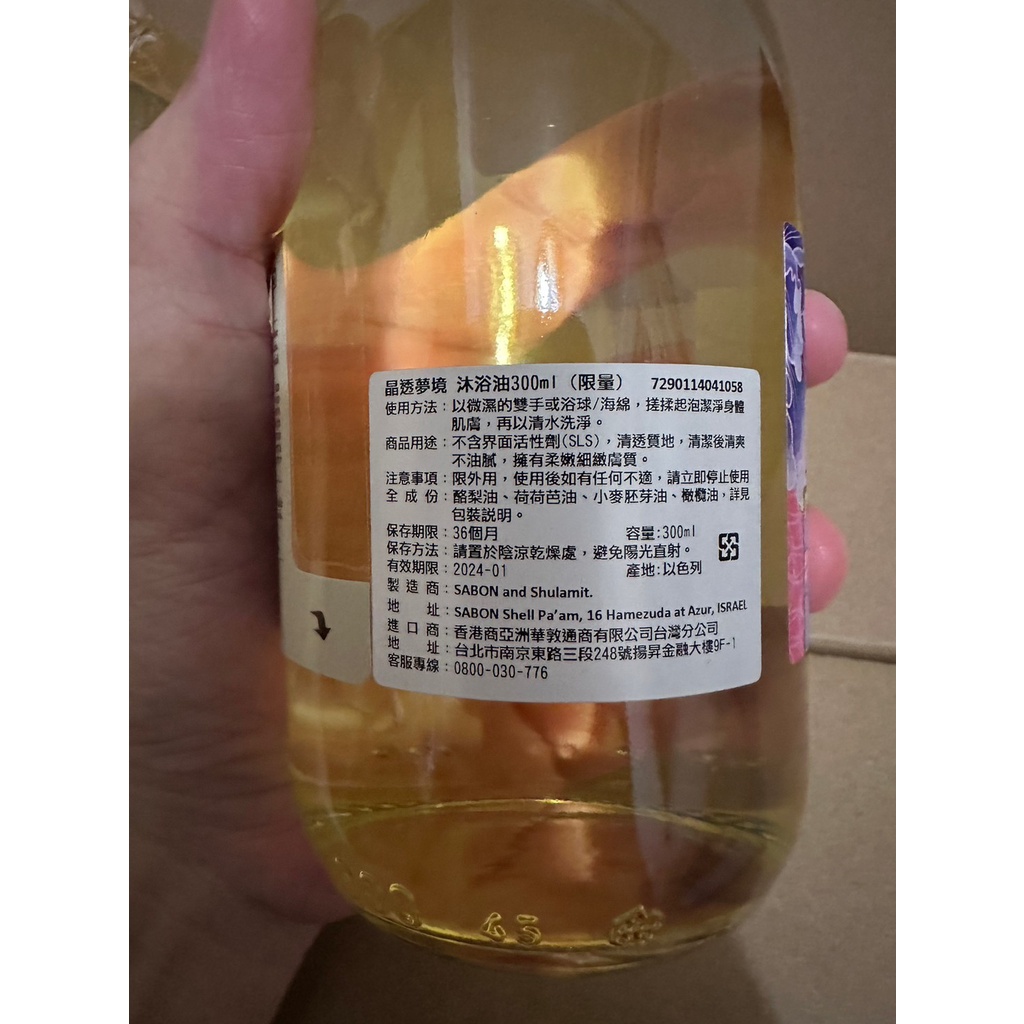 晶透夢境 沐浴油300ml (限量) 7290114041058
使用方法：以微濕的雙手或浴球/海綿，搓揉起泡潔淨身體
肌膚，再以清水洗淨。
商品用途：不含界面活性劑(SLS)，清透質地，清潔後清爽
不油膩，擁有柔嫩細緻膚質。
注意事項：限外用，使用後如有任何不適，請立即停止使用
全 成 份：酪梨油、荷荷芭油、小麥胚芽油、橄欖油，詳見
包裝説明。
保存期限：36個月 容量：300ml
保存方法：請置於陰涼乾燥處，避免陽光直射。
有效期限：2024-01 產地：以色列
製 造 商：SABON and Shulamit.
地 址：SABON Shell Pa'am, 16 Hamezuda at Azur, ISRAEL
進 口 商：香港商亞洲華敦通商有限公司台灣分公司
地 址：台北市南京東路三段248號揚昇金融大樓9F-1
客服專線：0800-030-776
45